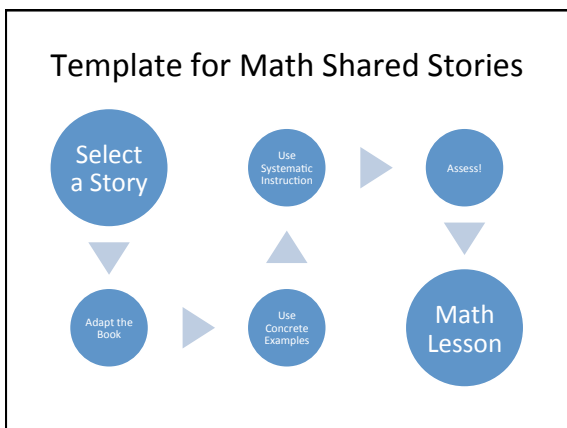 Template for Math Shared Stories
Select
a Story
Adapt the
Book
Use
Concrete
Examples
Use
Systematic
Instruction
Assess!
Math
Lesson